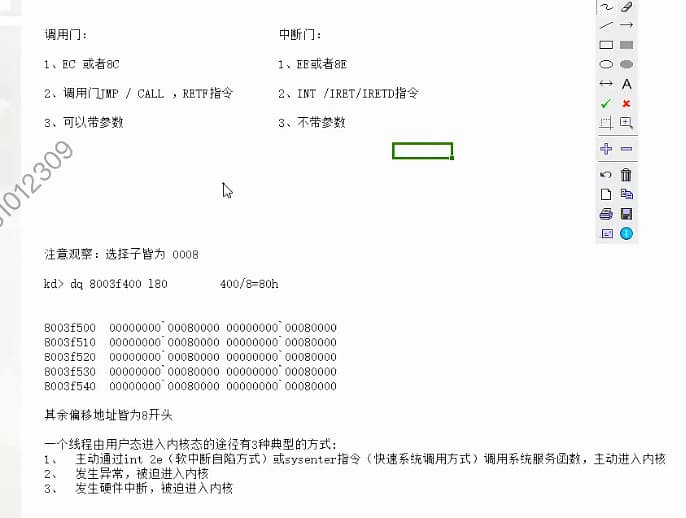 调用门：
中断门：
1、EC 或者8C
1、EE或者8E
2、调用门JMP / CALL ，RETF指令
2、INT /IRET/IRETD指令
3、可以带参数
3、不带参数
注意观察：选择子皆为 0008
kd> dq 8003f400 l80 400/8=80h
8003f500 00000000`00080000 00000000`00080000
8003f510 00000000`00080000 00000000`00080000
8003f520 00000000`00080000 00000000`00080000
8003f530 00000000`00080000 00000000`00080000
8003f540 00000000`00080000 00000000`00080000
其余偏移地址皆为8开头
一个线程由用户态进入内核态的途径有3种典型的方式:
1、 主动通过int 2e（软中断自陷方式）或sysenter指令（快速系统调用方式）调用系统服务函数，主动进入内核
2、 发生异常，被迫进入内核
3、 发生硬件中断，被迫进入内核
A
1012309